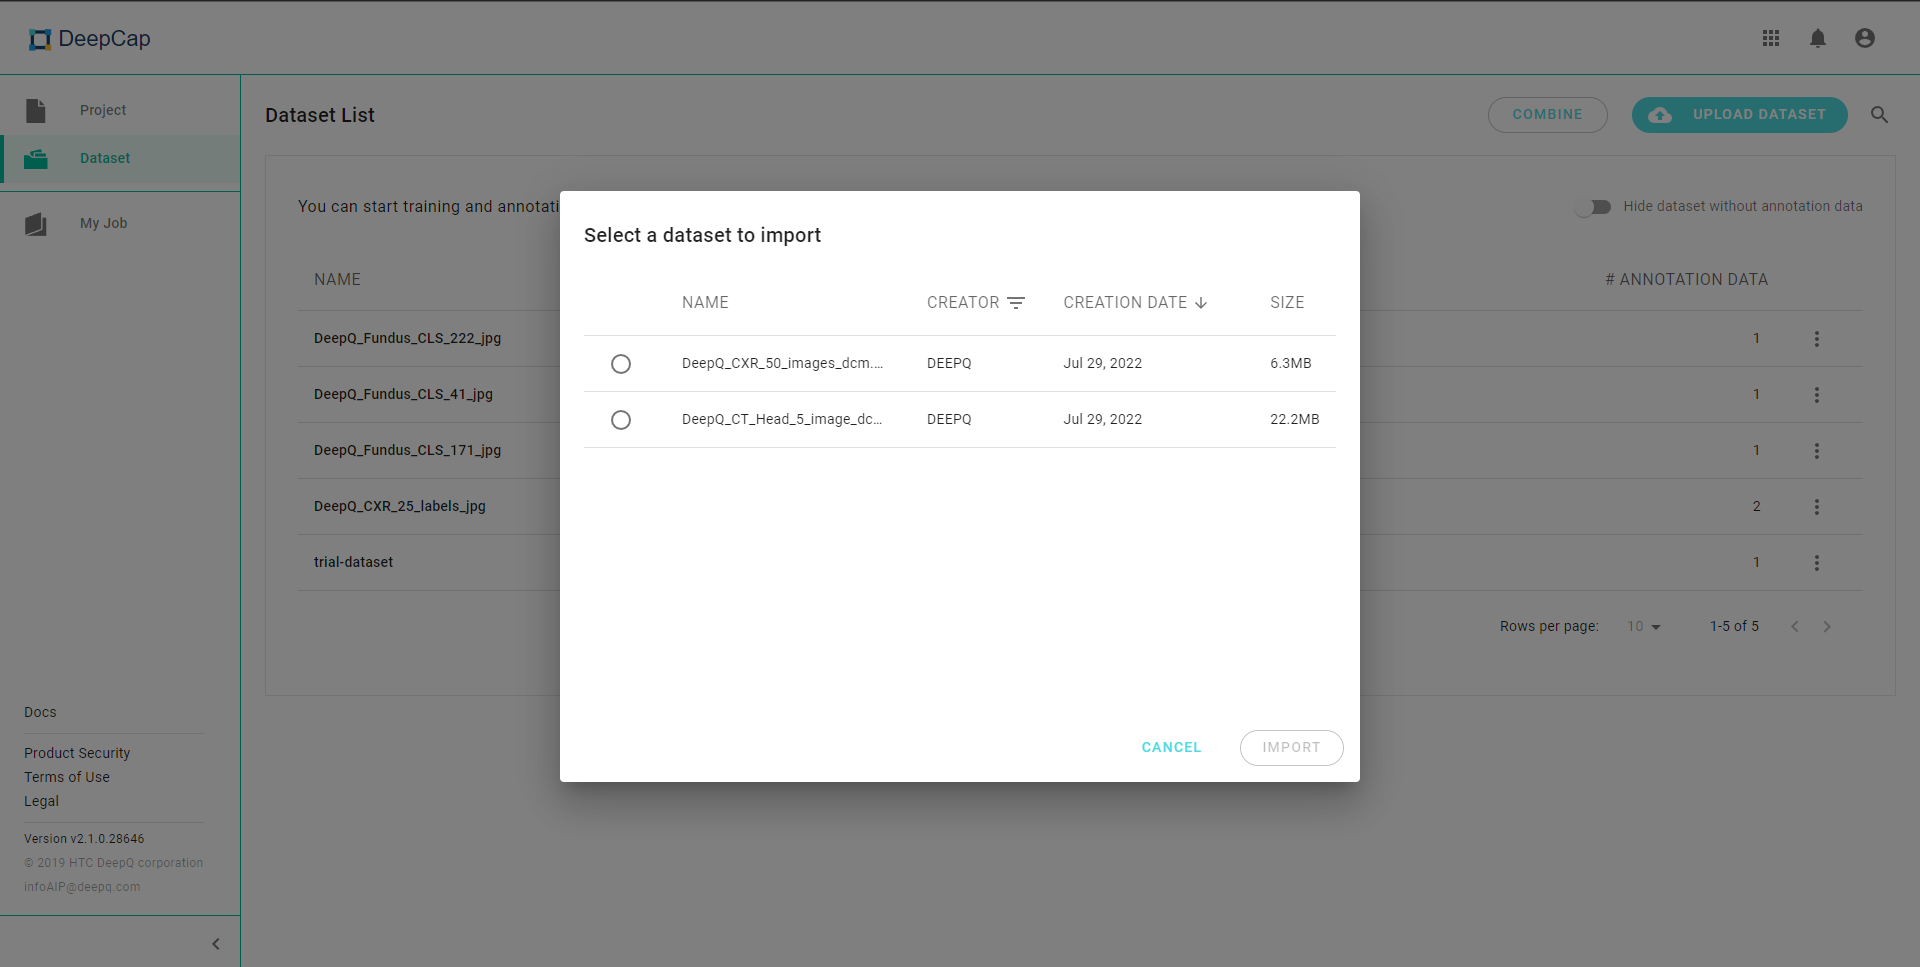 DeepCap
Project
Dataset
My Job
Docs
Product Security
Terms of Use
Legal
Version v2.1.0.28646
© 2019 HTC DeepQ corporation
infoAIP@deepq.com
Dataset List
COMBINE
UPLOAD DATASET
You can start training and annotati
Hide dataset without annotation data
NAME
# ANNOTATION DATA
DeepQ_Fundus_CLS_222_jpg
1
DeepQ_Fundus_CLS_41_jpg
1
DeepQ_Fundus_CLS_171_jpg
1
DeepQ_CXR_25_labels_jpg
2
trial-dataset
1
Rows per page: 10 1-5 of 5
Select a dataset to import
NAME CREATOR CREATION DATE SIZE
DeepQ_CXR_50_images_dcm.... DEEPQ Jul 29, 2022 6.3MB
DeepQ_CT_Head_5_image_dc... DEEPQ Jul 29, 2022 22.2MB
CANCEL IMPORT